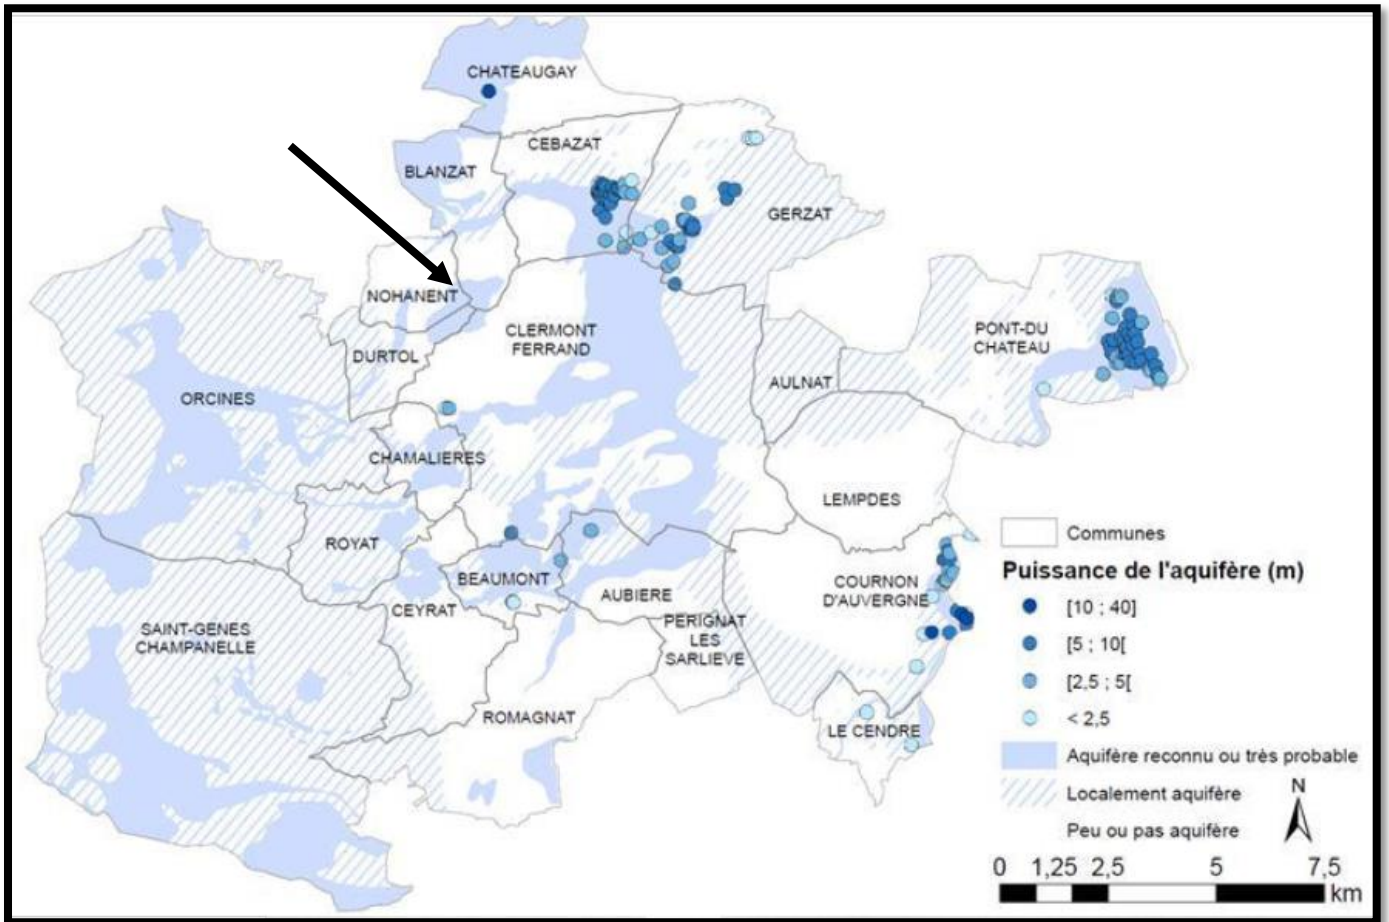 CHATEAUGAY
CEBAZAT
BLANZAT
GERZAT
NOHANENT
CLERMONT
FERRAND
PONT-DU
CHATEAU
DURTOL
AULNAT
ORCINES
CHAMALIERES
LEMPDES
ROYAT
BEAUMONT
COURNON
D'AUVERGNE
AUBIERE
CEYRAT
PERIGNAT
LES
SARLIEVE
SAINT-GENES
CHAMPANELLE
ROMAGNAT
LE CENDRE
Communes
Puissance de l'aquifère (m)
[10 ; 40]
[5 ; 10[
[2,5 ; 5[
< 2,5
Aquifère reconnu ou très probable
Localement aquifère
Peu ou pas aquifère
N
0 1,25 2,5 5 7,5
km